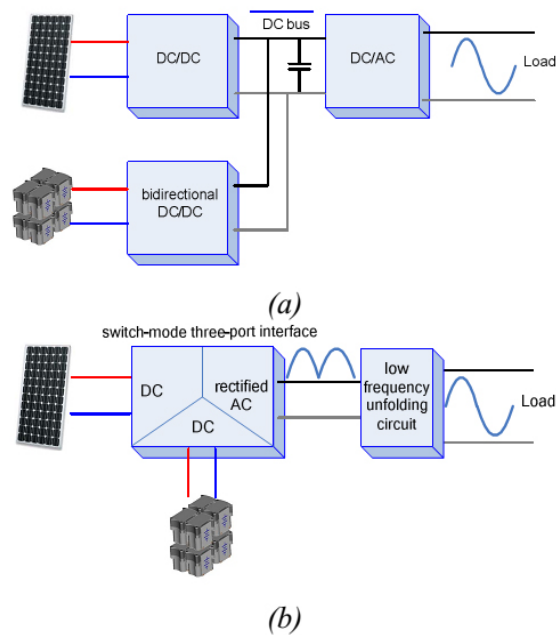 DC bus
DC/DC
DC/AC
Load
bidirectional
DC/DC
(a)
switch-mode three-port interface
DC
rectified
AC
DC
low
frequency
unfolding
circuit
Load
(b)